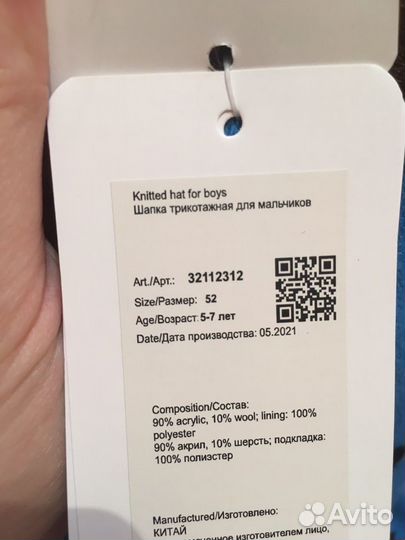 Knitted hat for boys
Шапка трикотажная для мальчиков
Art./Арт.: 32112312
Size/Размер: 52
Age/Возраст: 5-7 лет
Date/Дата производства: 05.2021
Composition/Состав:
90% acrylic, 10% wool; lining: 100%
polyester
90% акрил, 10% шерсть; подкладка:
100% полиэстер
Manufactured/Изготовлено:
КИТАЙ
изготовителем лицо,
Avito